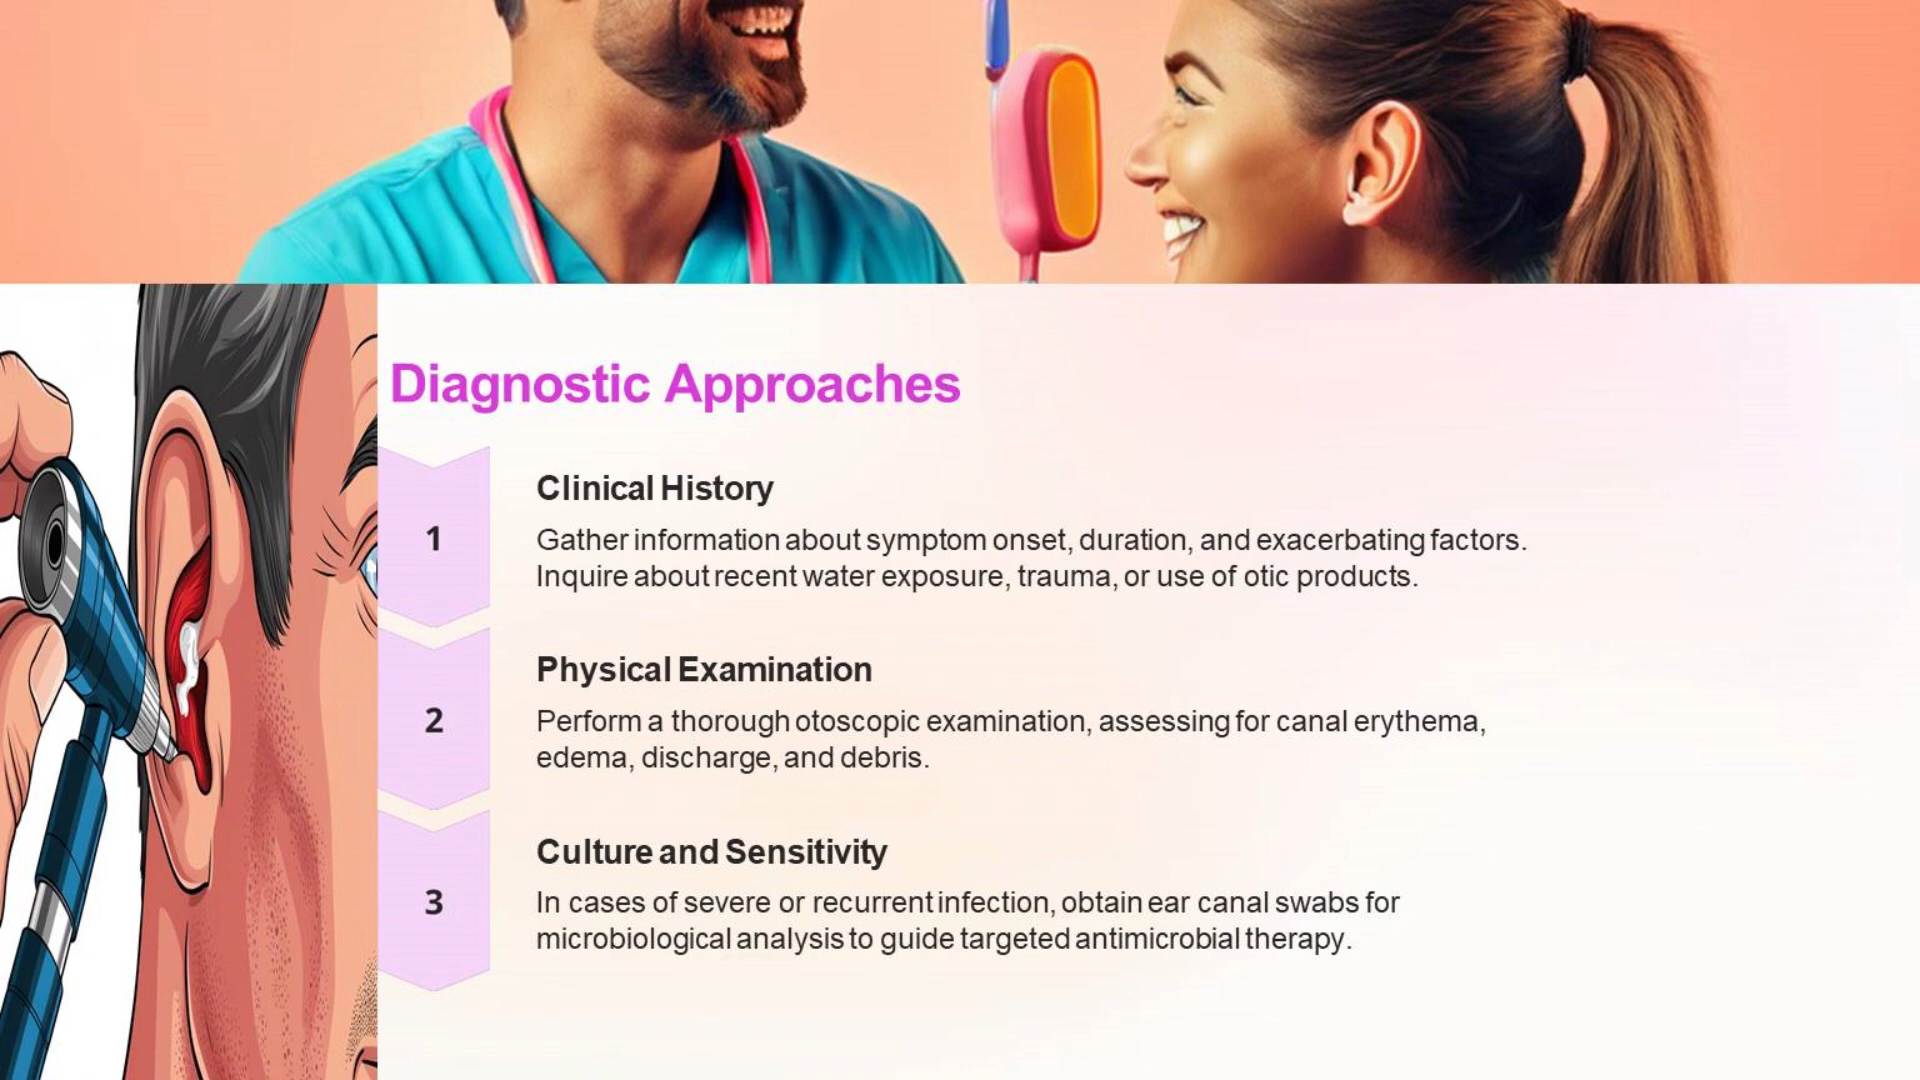 Diagnostic Approaches
1
Clinical History
Gather information about symptom onset, duration, and exacerbating factors.
Inquire about recent water exposure, trauma, or use of otic products.
2
Physical Examination
Perform a thorough otoscopic examination, assessing for canal erythema,
edema, discharge, and debris.
3
Culture and Sensitivity
In cases of severe or recurrent infection, obtain ear canal swabs for
microbiological analysis to guide targeted antimicrobial therapy.